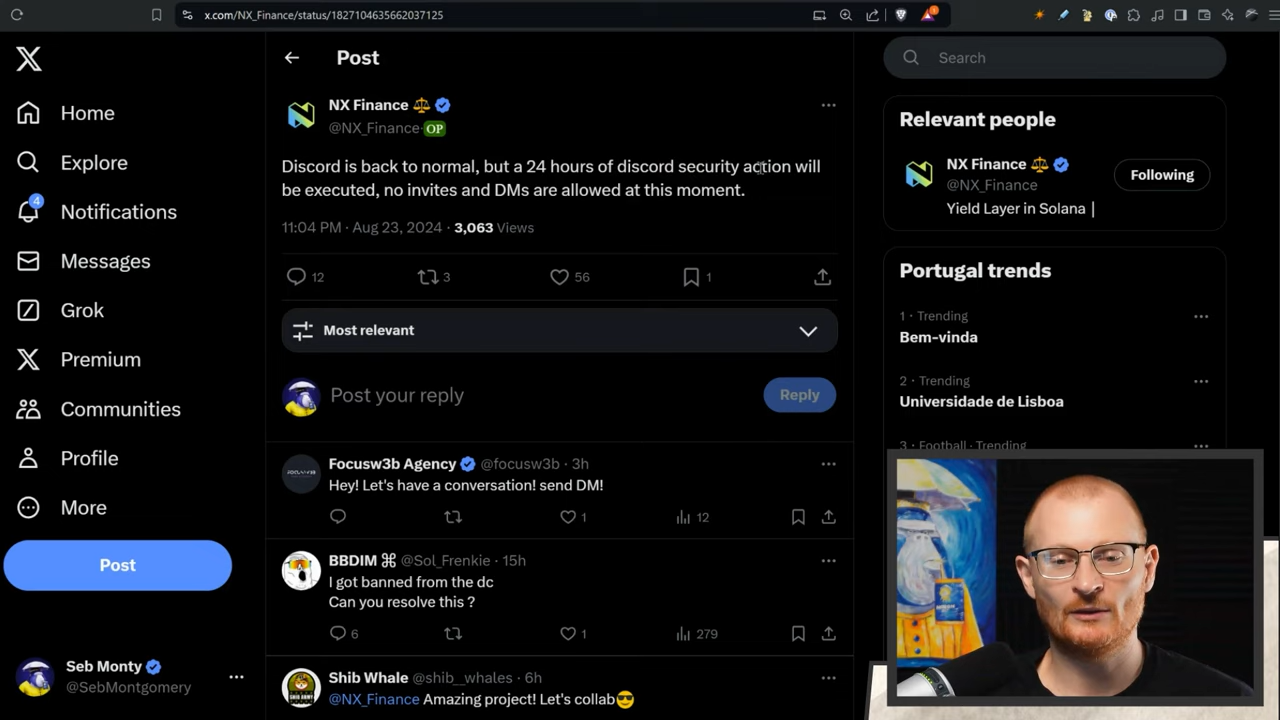 x.com/NX_Finance/status/1827104635662037125
Home
Explore
4
Notifications
Messages
Grok
Premium
Communities
Profile
More
Post
Seb Monty
@SebMontgomery
Post
NX Finance
@NX_Finance OP
Discord is back to normal, but a 24 hours of discord security action will
be executed, no invites and DMs are allowed at this moment.
11:04 PM · Aug 23, 2024 · 3,063 Views
12 3 56 1
Most relevant
Post your reply
Reply
Focusw3b Agency @focusw3b · 3h
Hey! Let's have a conversation! send DM!
1 12
BBDIM ⌘ @Sol_Frenkie · 15h
I got banned from the dc
Can you resolve this ?
6 1 279
Shib Whale @shib_whales · 6h
@NX_Finance Amazing project! Let's collab😎
Search
Relevant people
NX Finance
@NX_Finance
Following
Yield Layer in Solana |
Portugal trends
1 · Trending
Bem-vinda
2 · Trending
Universidade de Lisboa
3 · Football · Trending